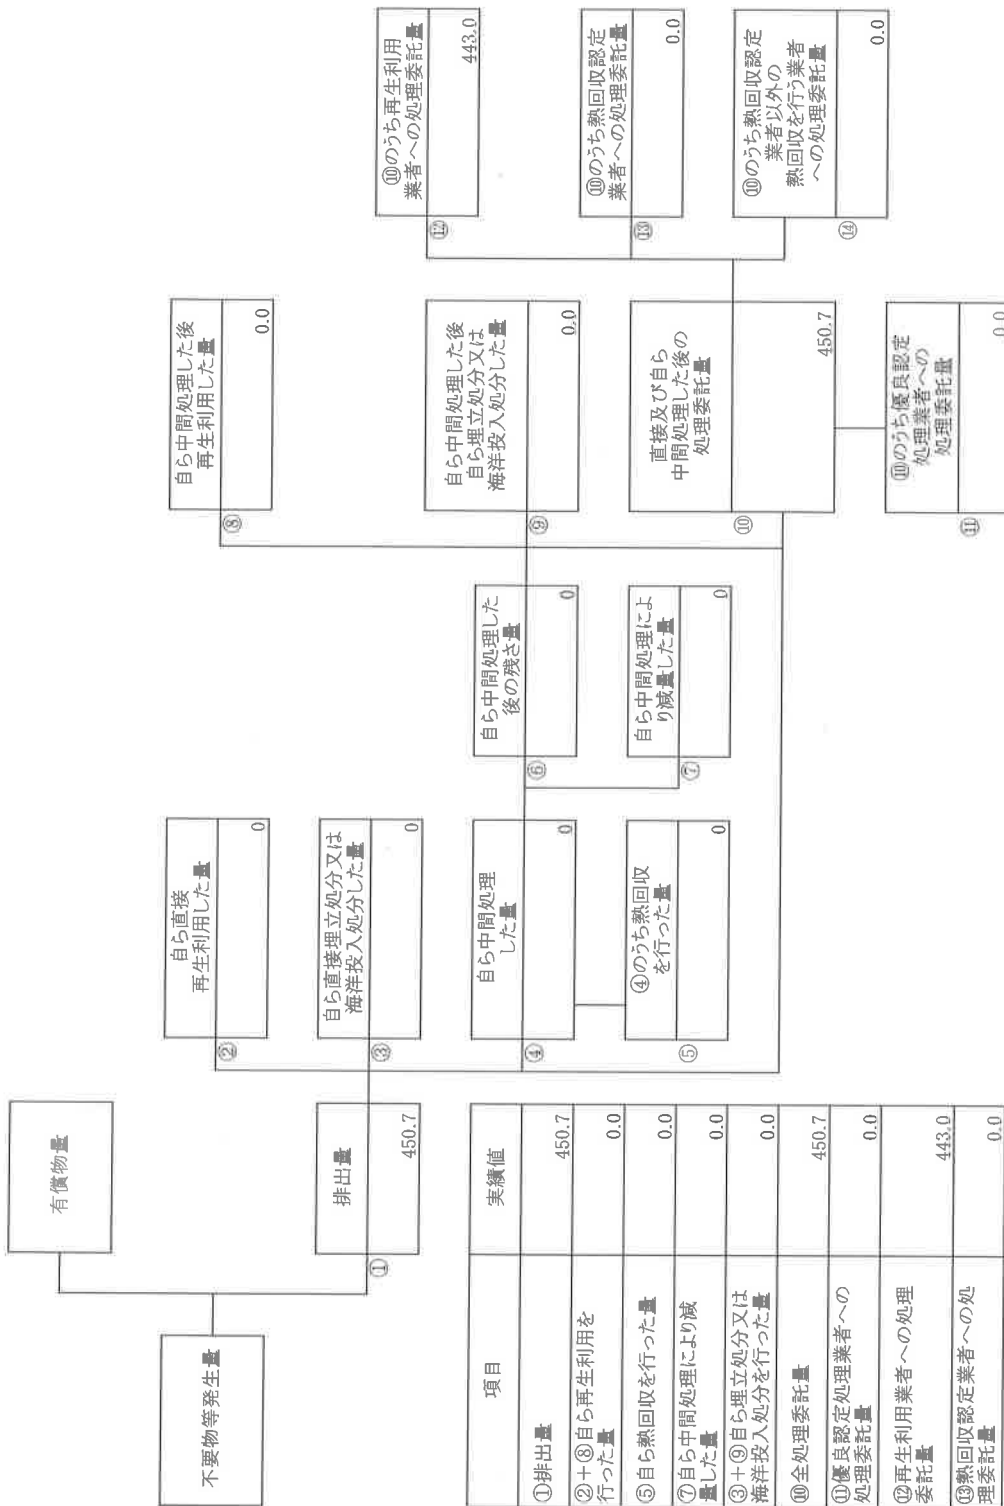 不要物等発生量
有償物量
排出量
①
450.7
自ら直接
再生利用した量
②
0
自ら直接埋立処分又は
海洋投入処分した量
③
0
自ら中間処理
した量
④
0
④のうち熱回収
を行った量
⑤
0
自ら中間処理した
後の残さ量
⑥
0
自ら中間処理によ
り減量した量
⑦
0
自ら中間処理した後
再生利用した量
⑧
0.0
自ら中間処理した後
自ら埋立処分又は
海洋投入処分した量
⑨
0.0
直接及び自ら
中間処理した後の
処理委託量
⑩
450.7
⑩のうち優良認定
処理業者への
処理委託量
⑪
0.0
⑩のうち再生利用
業者への処理委託量
⑫
443.0
⑩のうち熱回収認定
業者への処理委託量
⑬
0.0
⑩のうち熱回収認定
業者以外の
熱回収を行う業者
への処理委託量
⑭
0.0
項目
実績値
①排出量
450.7
②+⑧自ら再生利用を
行った量
0.0
⑤自ら熱回収を行った量
0.0
⑦自ら中間処理により減
量した量
0.0
③+⑨自ら埋立処分又は
海洋投入処分を行った量
0.0
⑩全処理委託量
450.7
⑪優良認定処理業者への
処理委託量
0.0
⑫再生利用業者への処理
委託量
443.0
⑬熱回収認定業者への処
理委託量
0.0